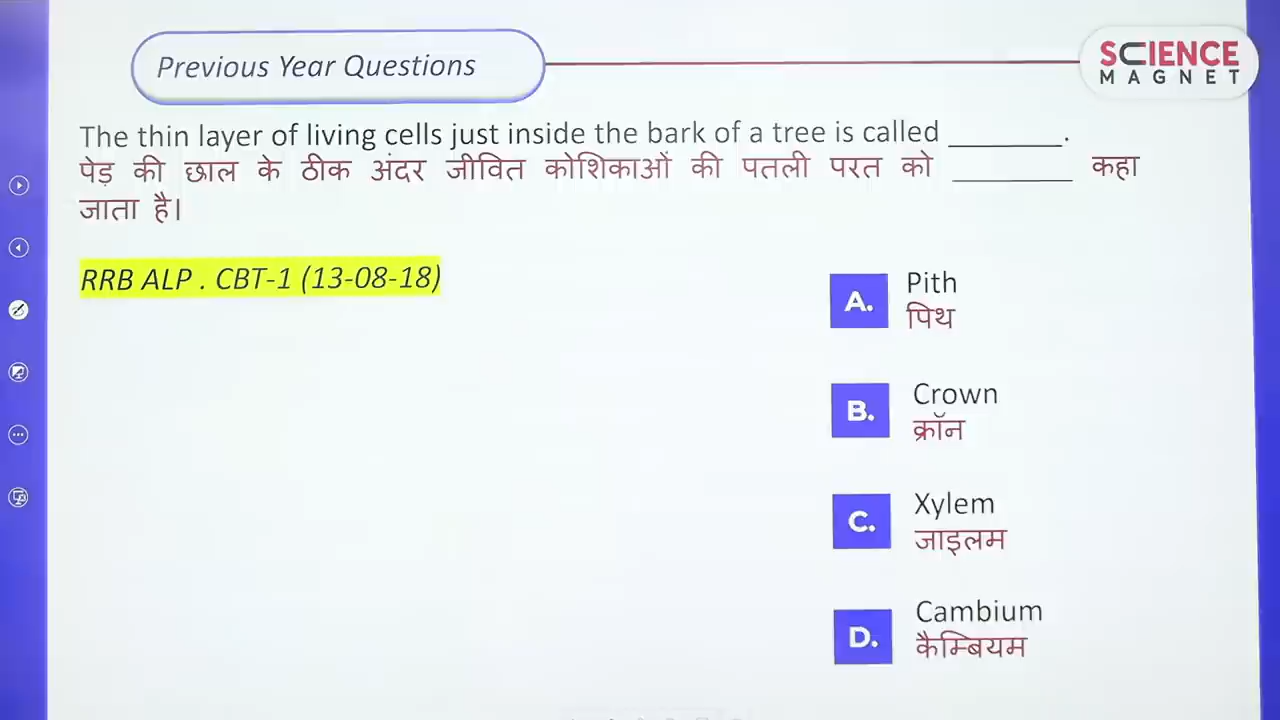 Previous Year Questions
SCIENCE
MAGNET
The thin layer of living cells just inside the bark of a tree is called ________.
पेड़ की छाल के ठीक अंदर जीवित कोशिकाओं की पतली परत को ________ कहा
जाता है।
RRB ALP . CBT-1 (13-08-18)
A.
Pith
पिथ
B.
Crown
क्रॉन
C.
Xylem
जाइलम
D.
Cambium
कैम्बियम